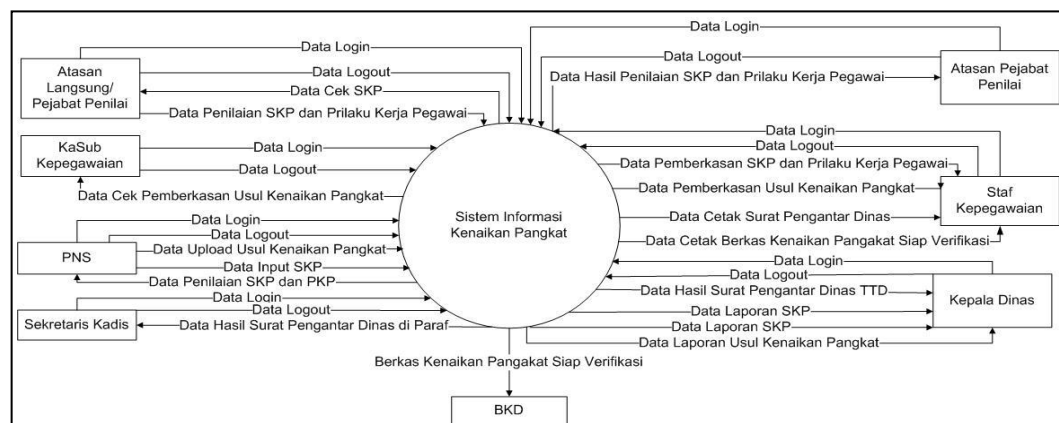 Data Login
Data Logout
Data Cek SKP
Data Penilaian SKP dan Prilaku Kerja Pegawai
Atasan
Langsung/
Pejabat Penilai
KaSub
Kepegawaian
Data Login
Data Logout
Data Cek Pemberkasan Usul Kenaikan Pangkat
PNS
Data Login
Data Logout
Data Upload Usul Kenaikan Pangkat
Data Input SKP
Data Penilaian SKP dan PKP
Sekretaris Kadis
Data Login
Data Logout
Data Hasil Surat Pengantar Dinas di Paraf
Sistem Informasi
Kenaikan Pangkat
Berkas Kenaikan Pangakat Siap Verifikasi
BKD
Data Login
Data Logout
Data Hasil Penilaian SKP dan Prilaku Kerja Pegawai
Atasan Pejabat
Penilai
Data Login
Data Logout
Data Pemberkasan SKP dan Prilaku Kerja Pegawai
Data Pemberkasan Usul Kenaikan Pangkat
Data Cetak Surat Pengantar Dinas
Data Cetak Berkas Kenaikan Pangakat Siap Verifikasi
Staf
Kepegawaian
Data Login
Data Logout
Data Hasil Surat Pengantar Dinas TTD
Data Laporan SKP
Data Laporan SKP
Data Laporan Usul Kenaikan Pangkat
Kepala Dinas